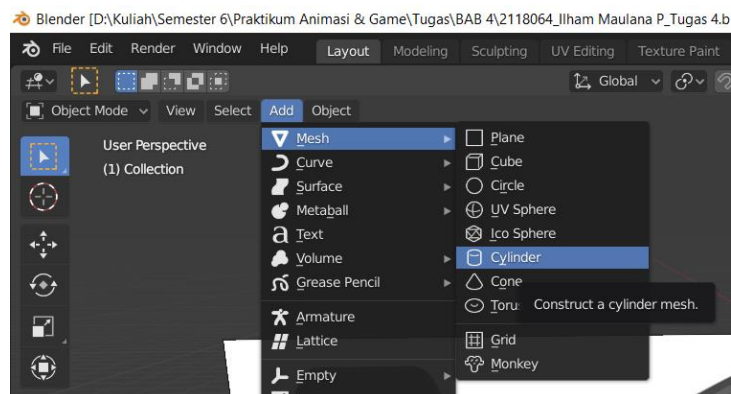 Blender [D:\Kuliah\Semester 6\Praktikum Animasi & Game\Tugas\BAB 4\2118064_Ilham Maulana P_Tugas 4.b
File Edit Render Window Help Layout Modeling Sculpting UV Editing Texture Paint
Global
Object Mode View Select Add Object
User Perspective
(1) Collection
Mesh
Curve
Surface
Metaball
Text
Volume
Grease Pencil
Armature
Lattice
Empty
Plane
Cube
Circle
UV Sphere
Ico Sphere
Cylinder
Cone
Toru
Construct a cylinder mesh.
Grid
Monkey